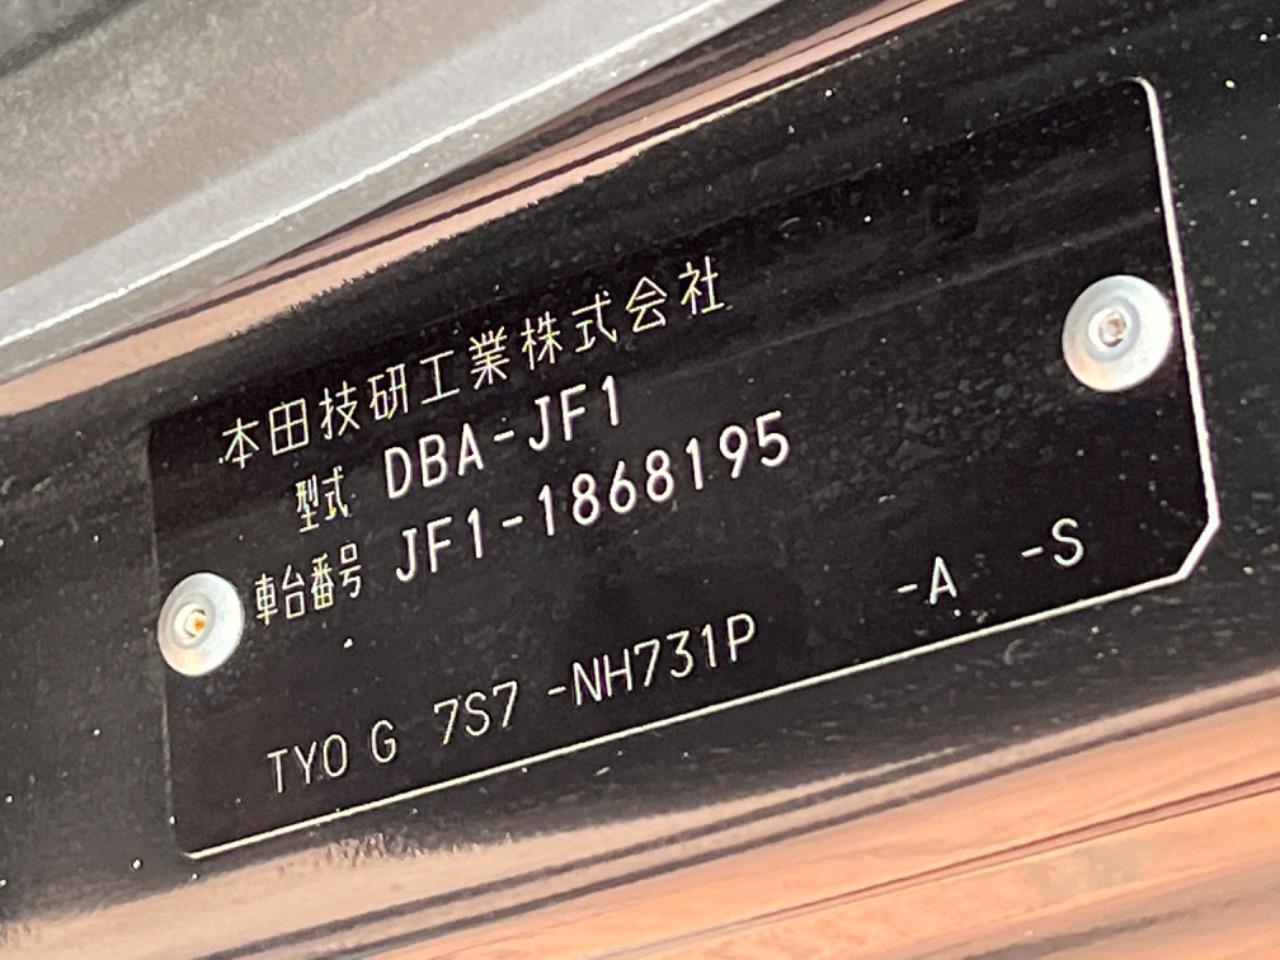 本田技研工業株式会社
型式 DBA-JF1
車台番号 JF1-1868195
TYO G 7S7 -NH731P -A -S